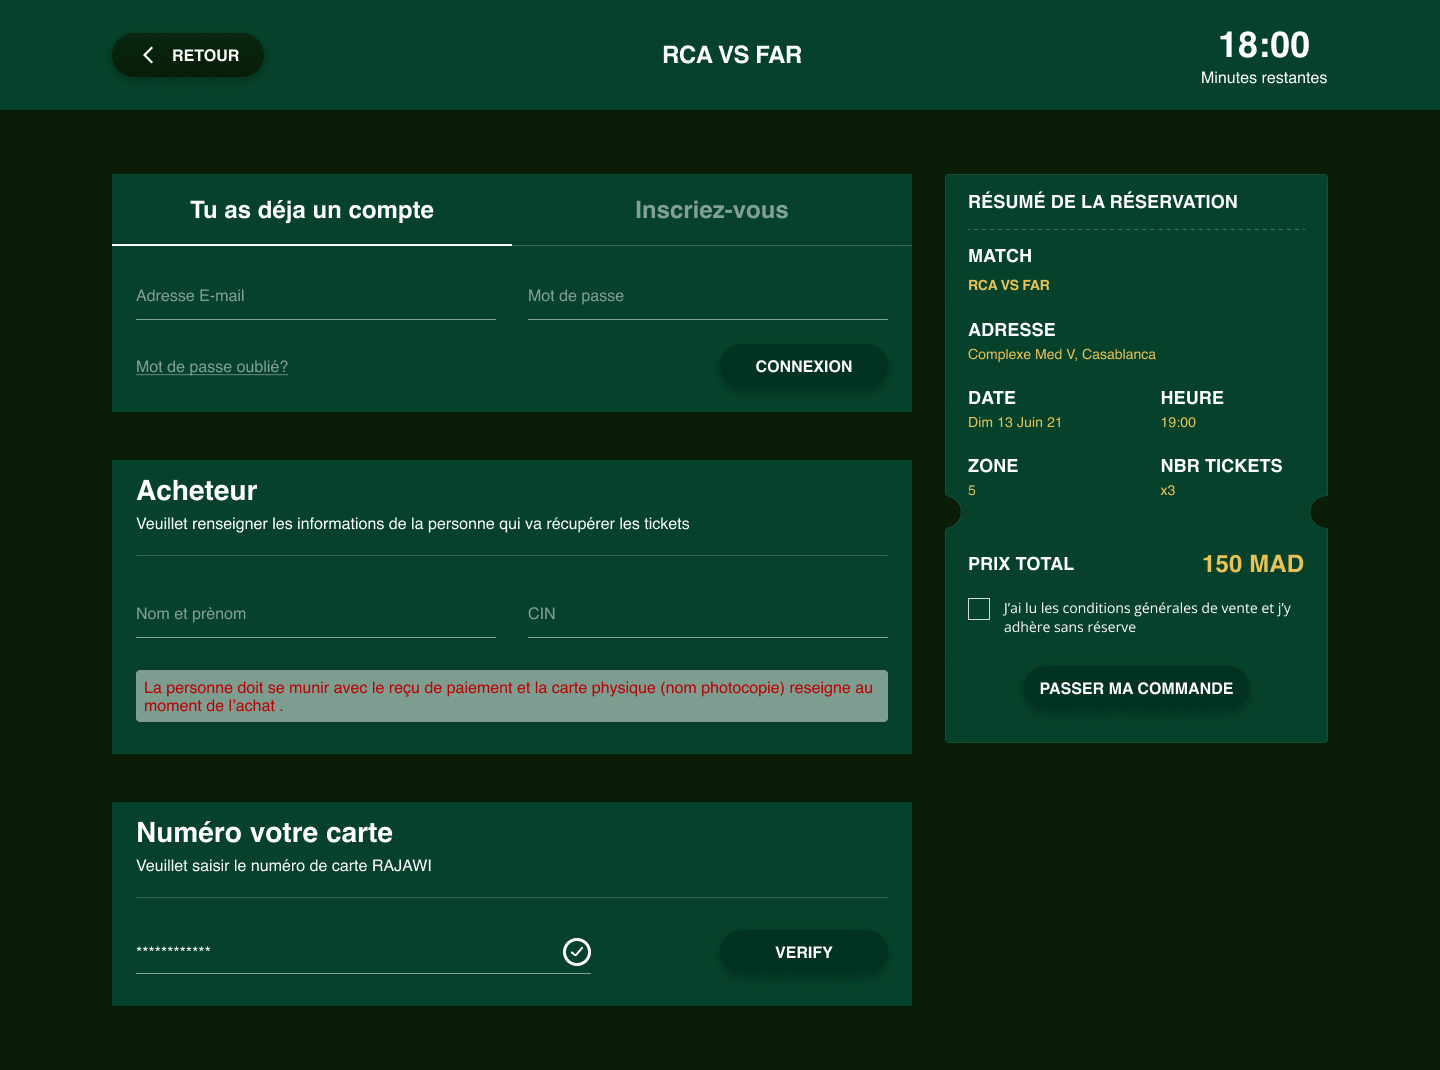 RETOUR
RCA VS FAR
18:00
Minutes restantes
Tu as déja un compte
Inscriez-vous
Adresse E-mail
Mot de passe
Mot de passe oublié?
CONNEXION
Acheteur
Veuillet renseigner les informations de la personne qui va récupérer les tickets
Nom et prènom
CIN
La personne doit se munir avec le reçu de paiement et la carte physique (nom photocopie) reseigne au
moment de l'achat .
Numéro votre carte
Veuillet saisir le numéro de carte RAJAWI
************
VERIFY
RÉSUMÉ DE LA RÉSERVATION
MATCH
RCA VS FAR
ADRESSE
Complexe Med V, Casablanca
DATE
HEURE
Dim 13 Juin 21
19:00
ZONE
NBR TICKETS
5
x3
PRIX TOTAL
150 MAD
J'ai lu les conditions générales de vente et j'y
adhère sans réserve
PASSER MA COMMANDE